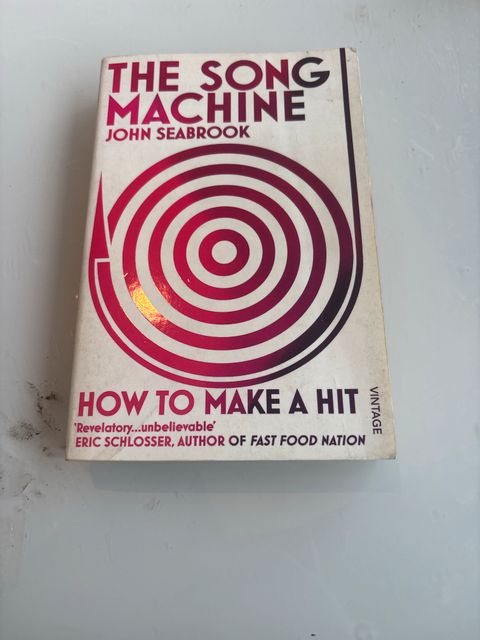 THE SONG
MACHINE
JOHN SEABROOK
HOW TO MAKE A HIT
VINTAGE
'Revelatory...unbelievable'
ERIC SCHLOSSER, AUTHOR OF FAST FOOD NATION